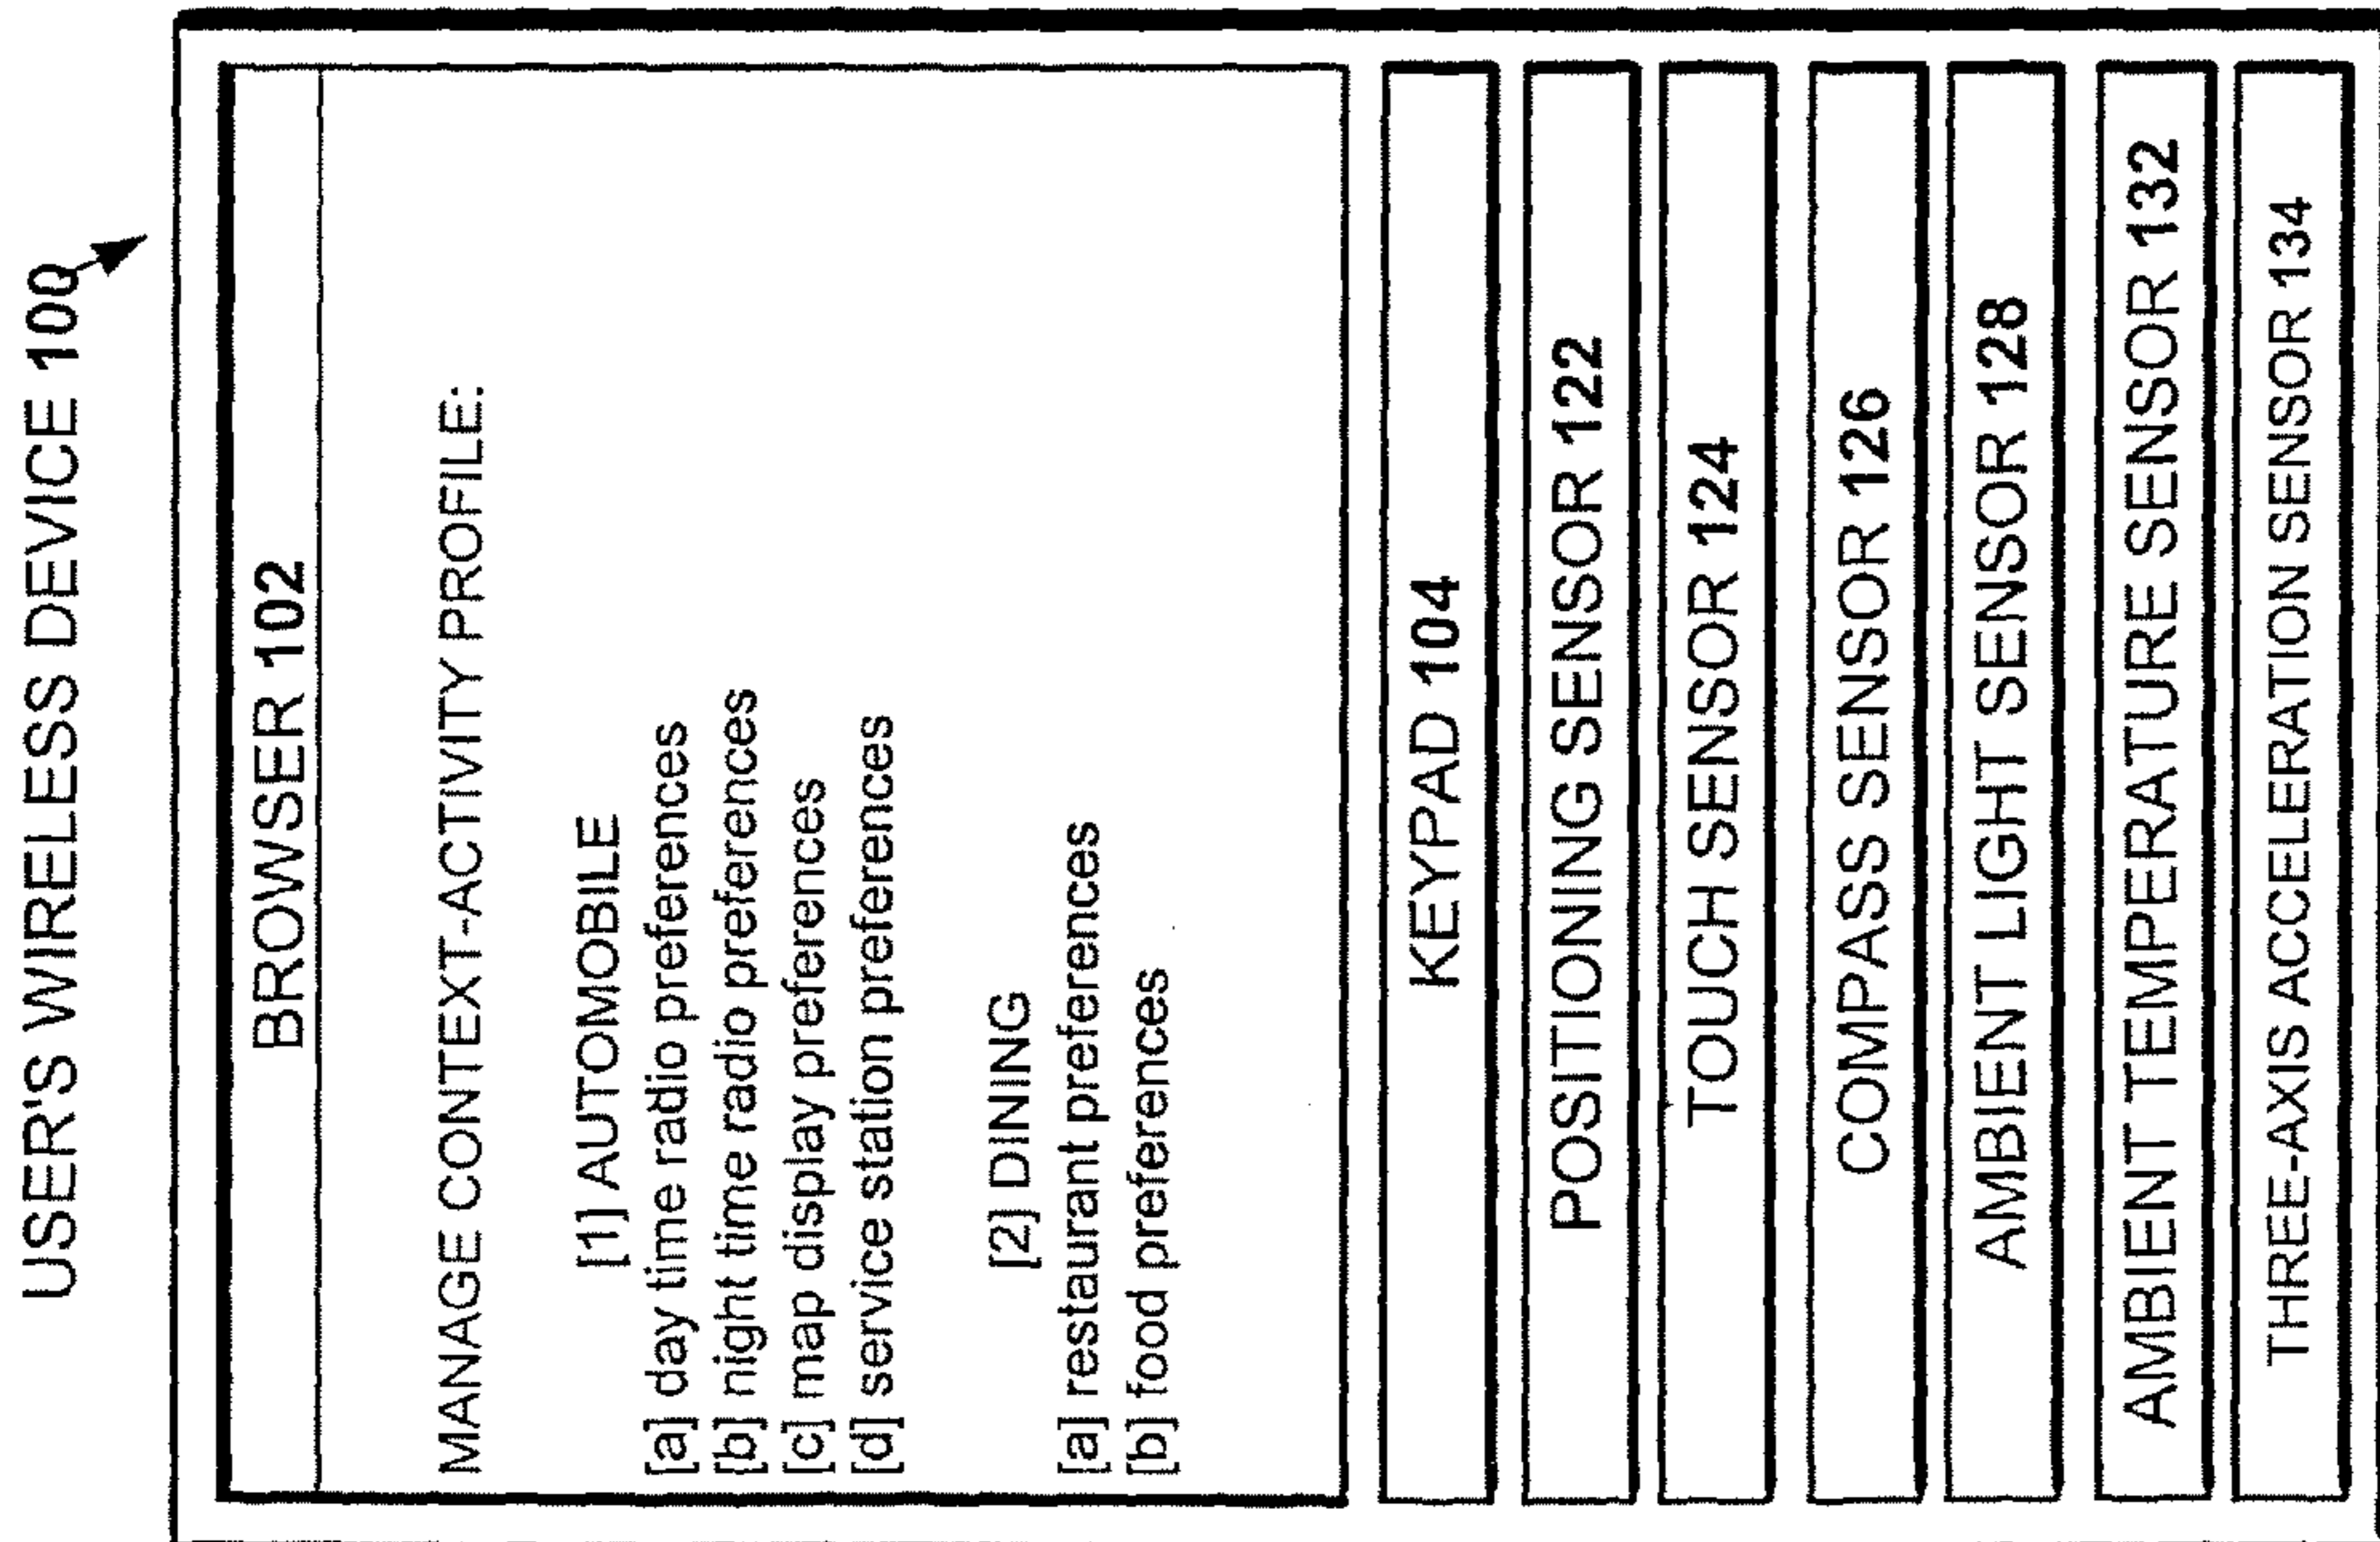 USER'S WIRELESS DEVICE 100
BROWSER 102
MANAGE CONTEXT-ACTIVITY PROFILE:
[1] AUTOMOBILE
[a] day time radio preferences
[b] night time radio preferences
[c] map display preferences
[d] service station preferences
[2] DINING
[a] restaurant preferences
[b] food preferences
KEYPAD 104
POSITIONING SENSOR 122
TOUCH SENSOR 124
COMPASS SENSOR 126
AMBIENT LIGHT SENSOR 128
AMBIENT TEMPERATURE SENSOR 132
THREE-AXIS ACCELERATION SENSOR 134